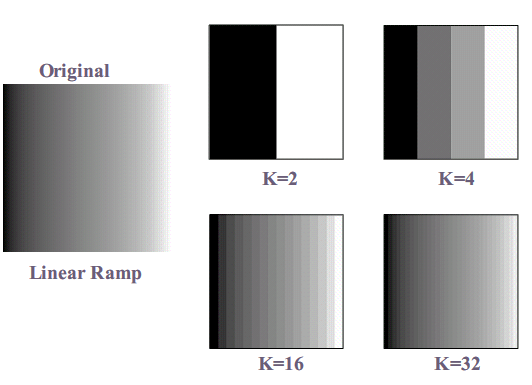 Original
Linear Ramp
K=2
K=4
K=16
K=32